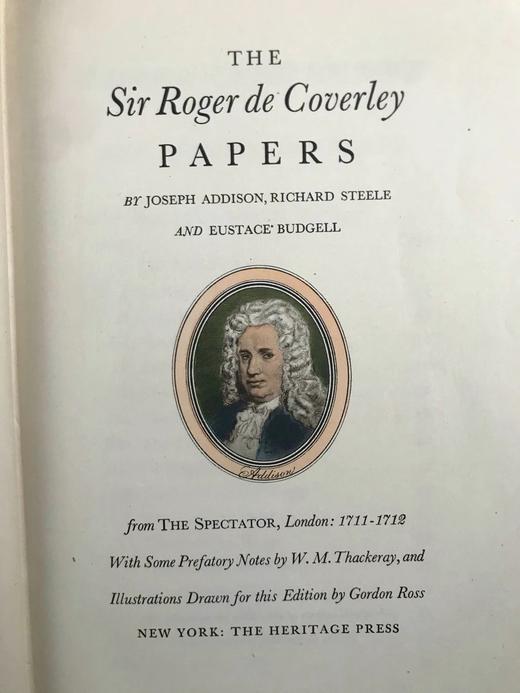 THE
Sir Roger de Coverley
PAPERS
BY JOSEPH ADDISON, RICHARD STEELE
AND EUSTACE BUDGELL
Addison
from THE SPECTATOR, London: 1711-1712
With Some Prefatory Notes by W. M. Thackeray, and
Illustrations Drawn for this Edition by Gordon Ross
NEW YORK: THE HERITAGE PRESS